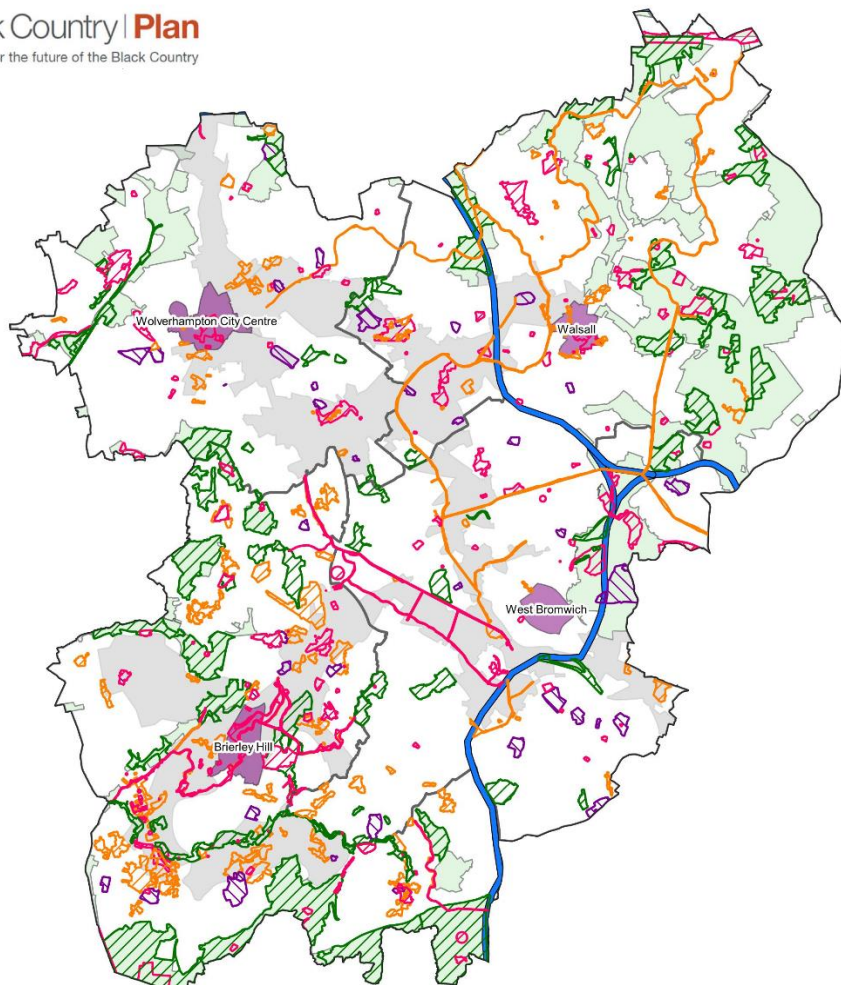 k Country | Plan
r the future of the Black Country
Wolverhampton City Centre
Walsall
West Bromwich
Brierley Hill